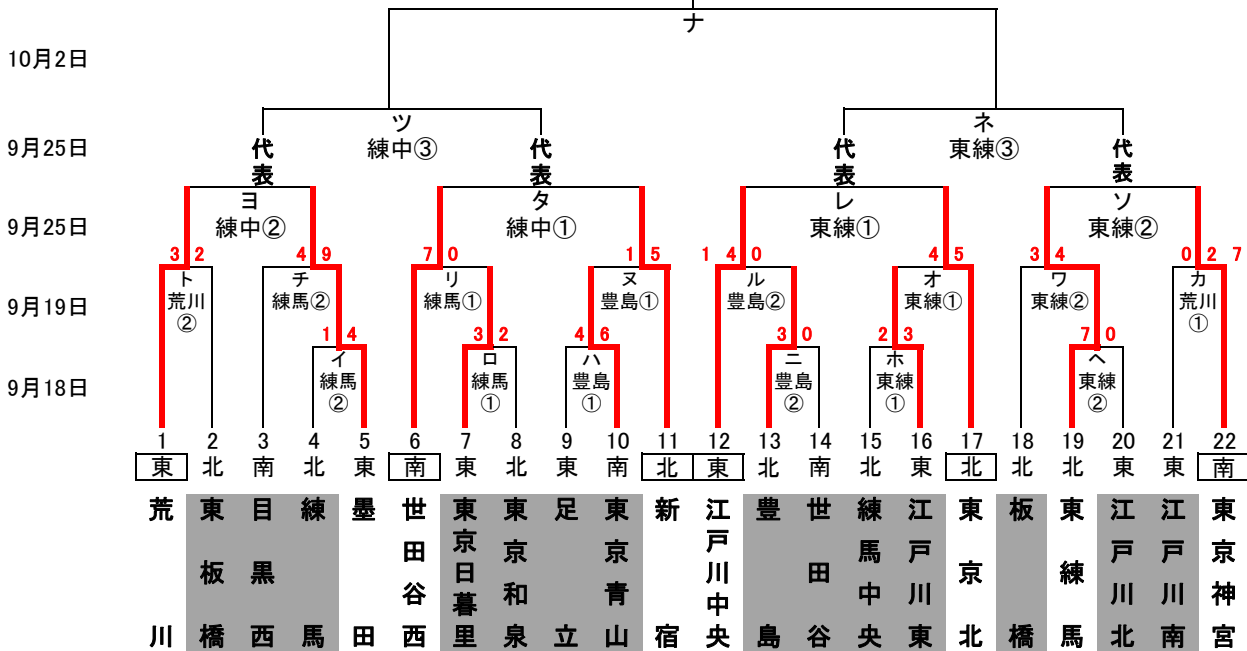 ナ
10月2日
ツ
練中③
ネ
東練③
9月25日
代表
代表
代表
代表
9月25日
ヨ
練中②
タ
練中①
レ
東練①
ソ
東練②
3 2
4 9
7 0
1 5
1 4 0
4 5
3 4
0 2 7
9月19日
ト
荒川
②
チ
練馬②
リ
練馬①
ヌ
豊島①
ル
豊島②
オ
東練①
ワ
東練②
カ
荒川
①
1 4
3 2
4 6
3 0
2 3
7 0
9月18日
イ
練馬
②
ロ
練馬
①
ハ
豊島
①
ニ
豊島
②
ホ
東練
①
ヘ
東練
②
1 2 3 4 5 6 7 8 9 10 11 12 13 14 15 16 17 18 19 20 21 22
東 北 南 北 東 南 東 北 東 南 北 東 北 南 北 東 北 北 北 東 東 南
荒川
東板橋
目黒西
練馬
墨田
世田谷西
東京日暮里
東京和泉
足立
東京青山
新宿
江戸川中央
豊島
世田谷
練馬中央
江戸川東
東京北
板橋
東練馬
江戸川北
江戸川南
東京神宮